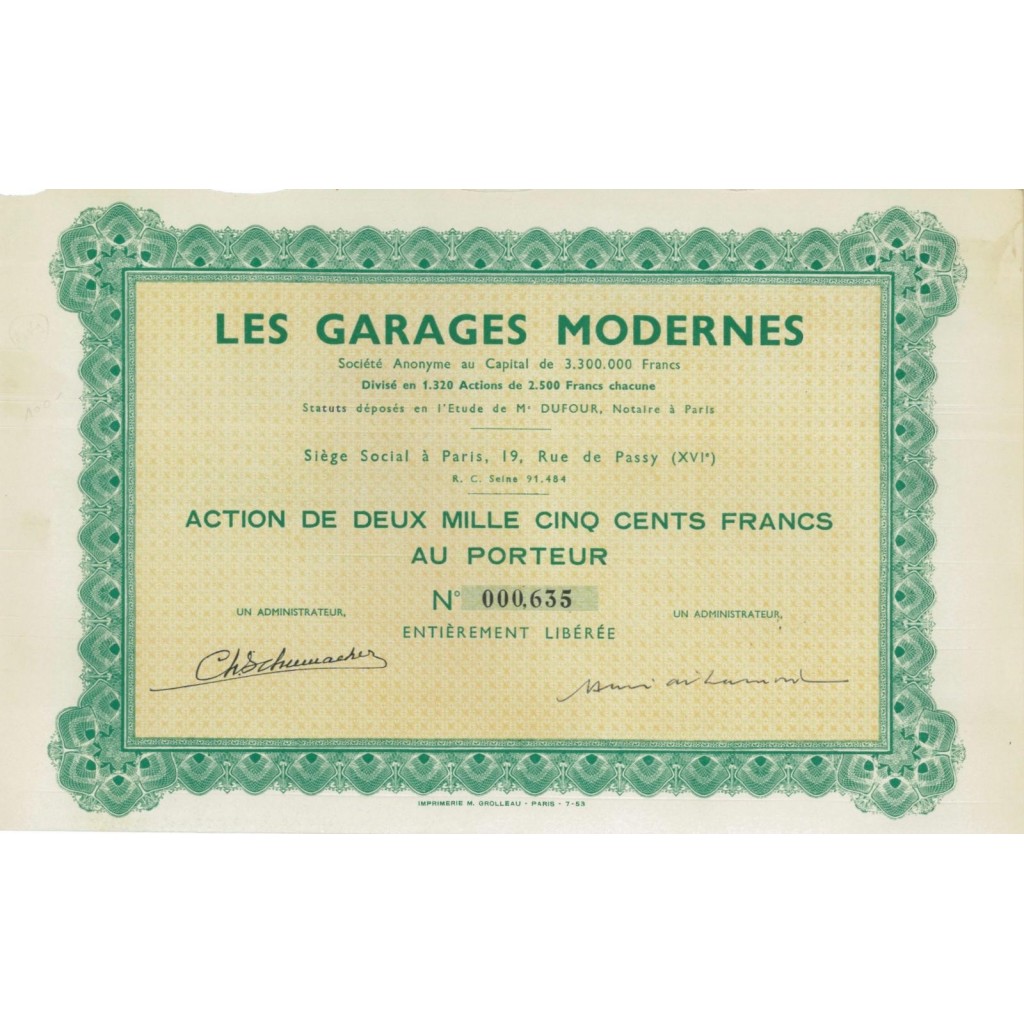 LES GARAGES MODERNES
Société Anonyme au Capital de 3.300.000 Francs
Divisé en 1.320 Actions de 2.500 Francs chacune
Statuts déposés en l'Etude de Mᵉ DUFOUR, Notaire à Paris
Siège Social à Paris, 19, Rue de Passy (XVIᵉ)
R. C. Seine 91.484
ACTION DE DEUX MILLE CINQ CENTS FRANCS
AU PORTEUR
N° 000,635
UN ADMINISTRATEUR,
UN ADMINISTRATEUR,
ENTIÈREMENT LIBÉRÉE
Ch. Schumacher
IMPRIMERIE M. GROLLEAU - PARIS - 7-53